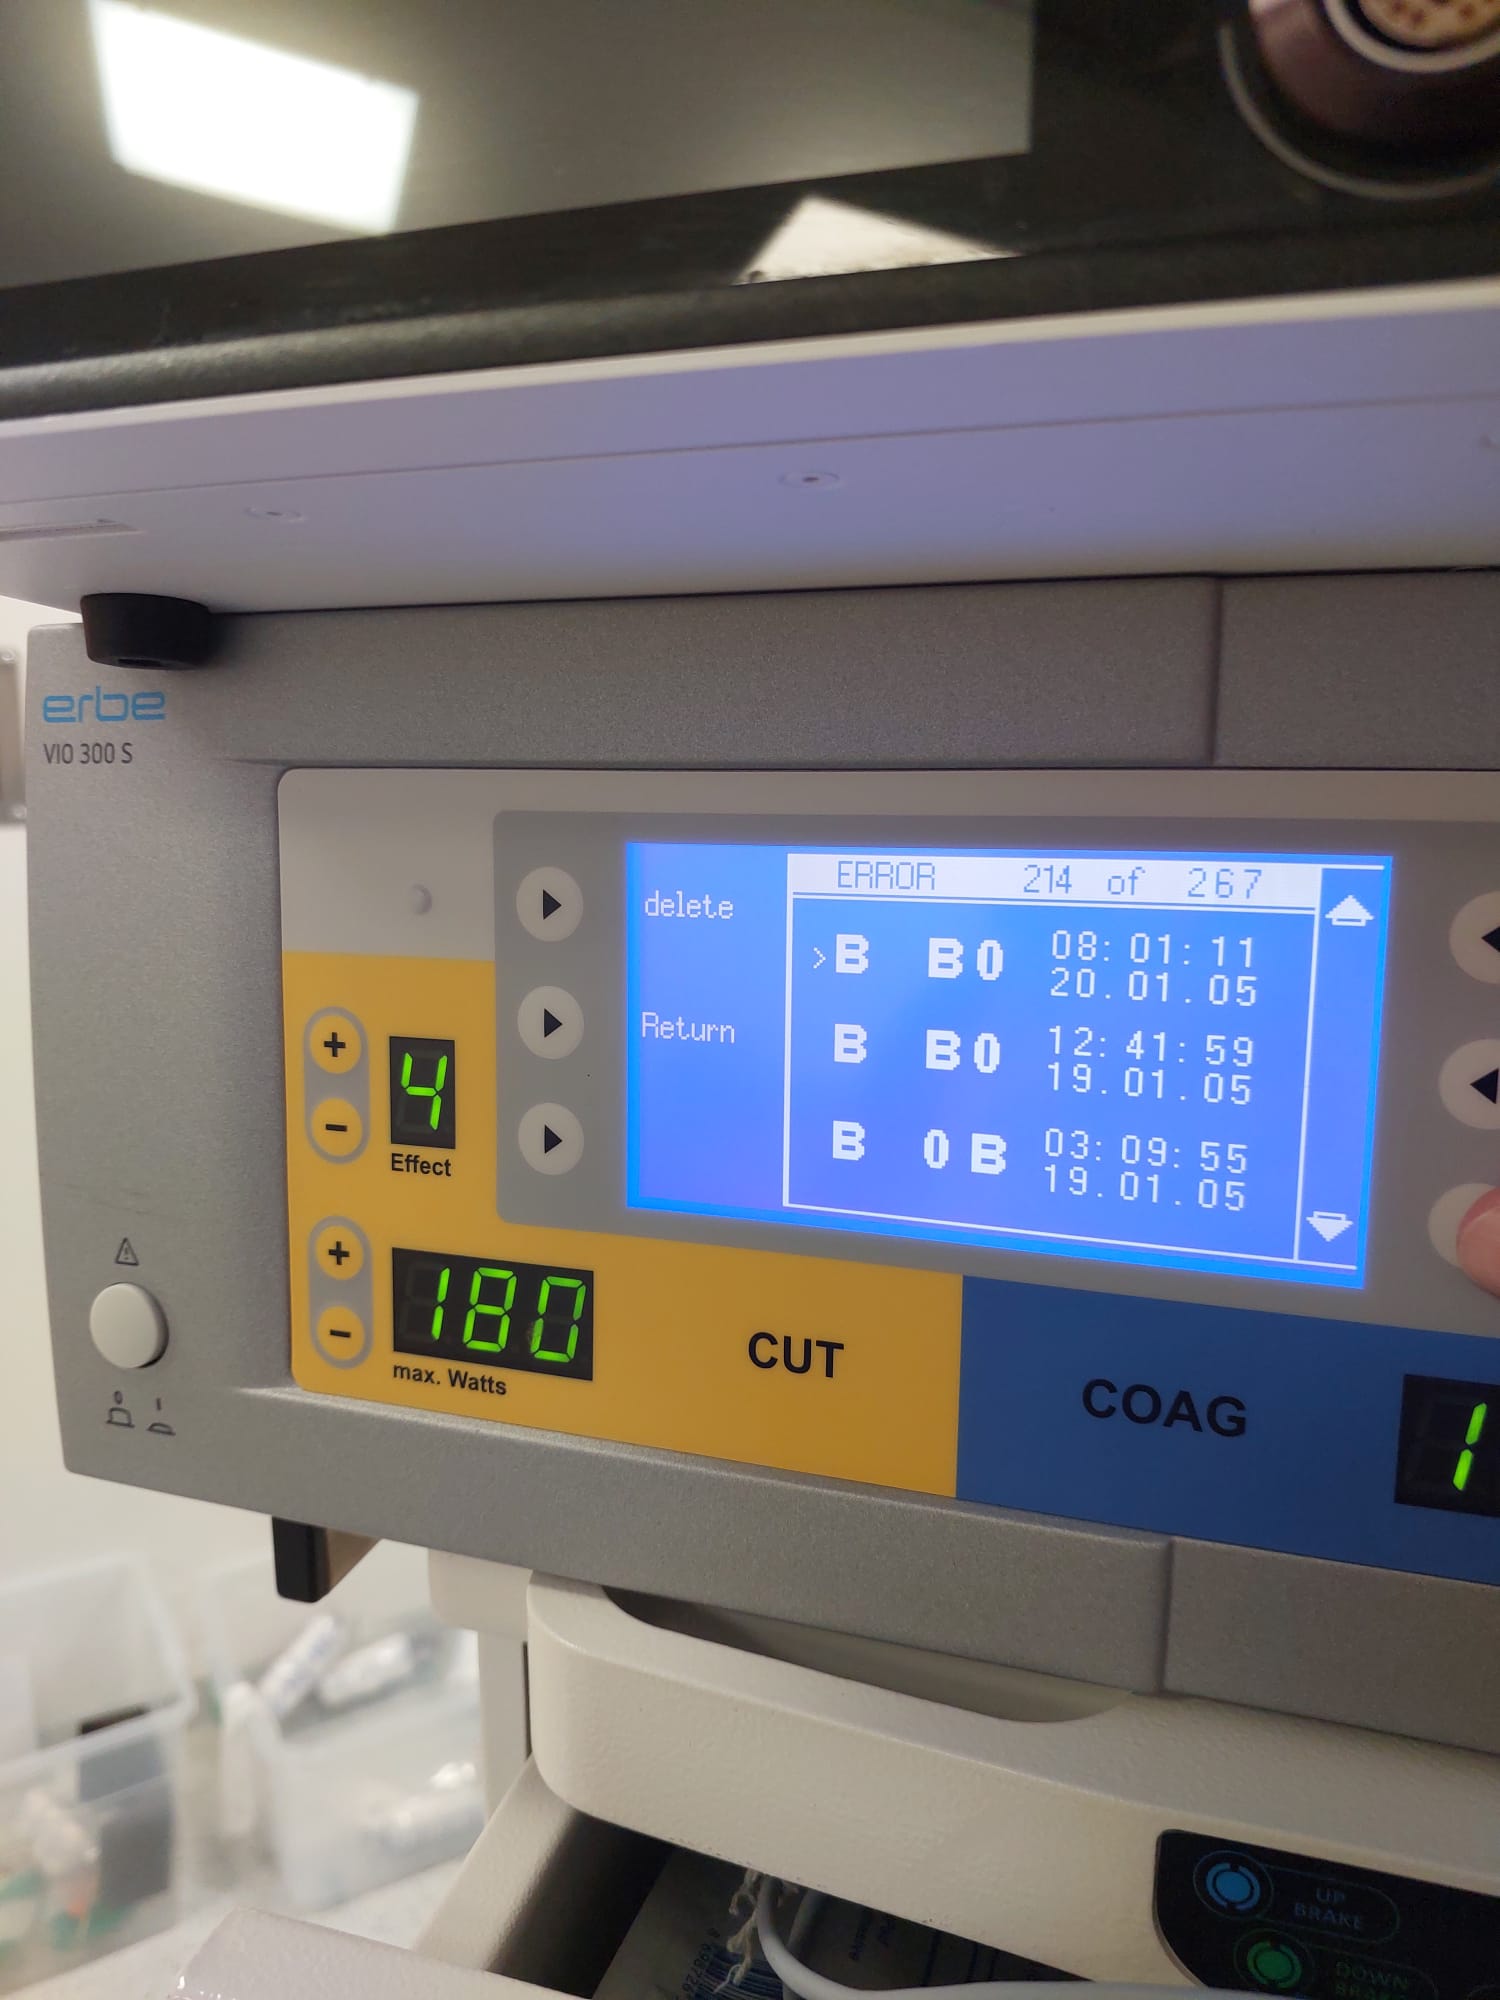 erbe
VIO 300 S
ERROR 214 of 267
delete
>B B0 08:01:11
20.01.05
Return
B B0 12:41:59
19.01.05
B 0B 03:09:55
19.01.05
+
4
−
Effect
+
180
−
max. Watts
CUT
COAG
1
UP
BRAKE
DOWN